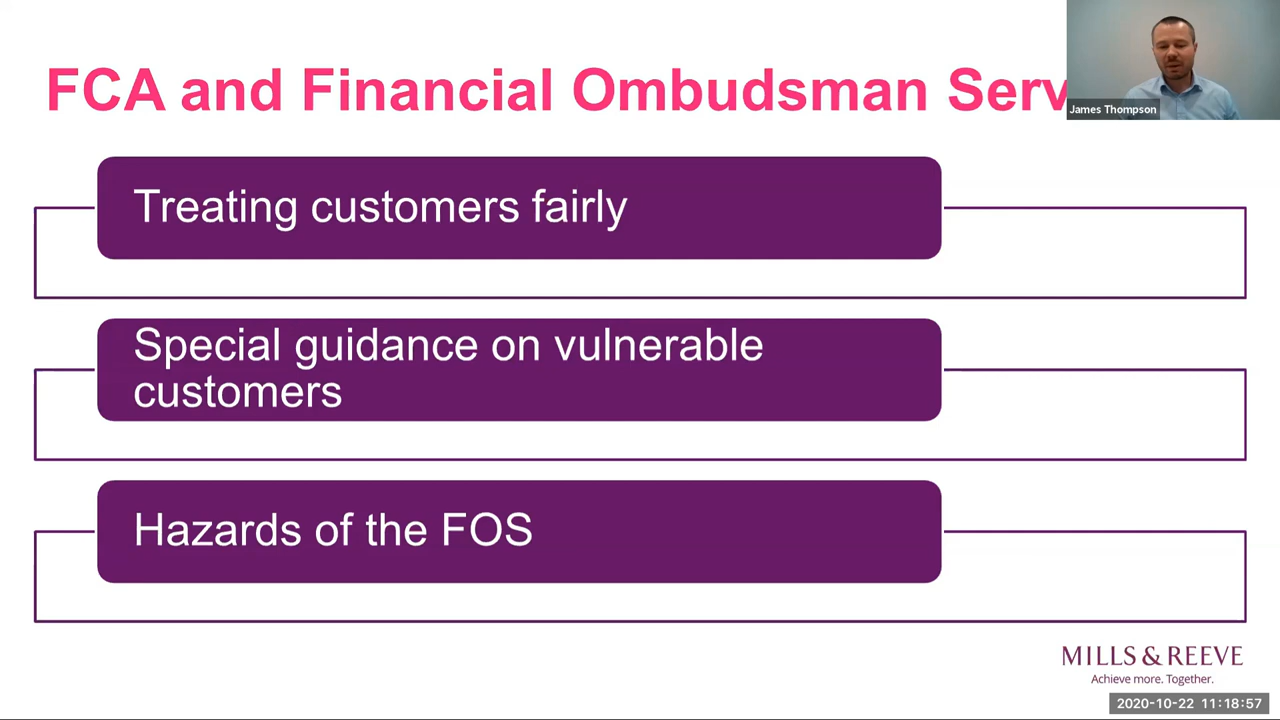 FCA and Financial Ombudsman Serv
James Thompson
Treating customers fairly
Special guidance on vulnerable
customers
Hazards of the FOS
MILLS & REEVE
Achieve more. Together.
2020-10-22 11:18:57